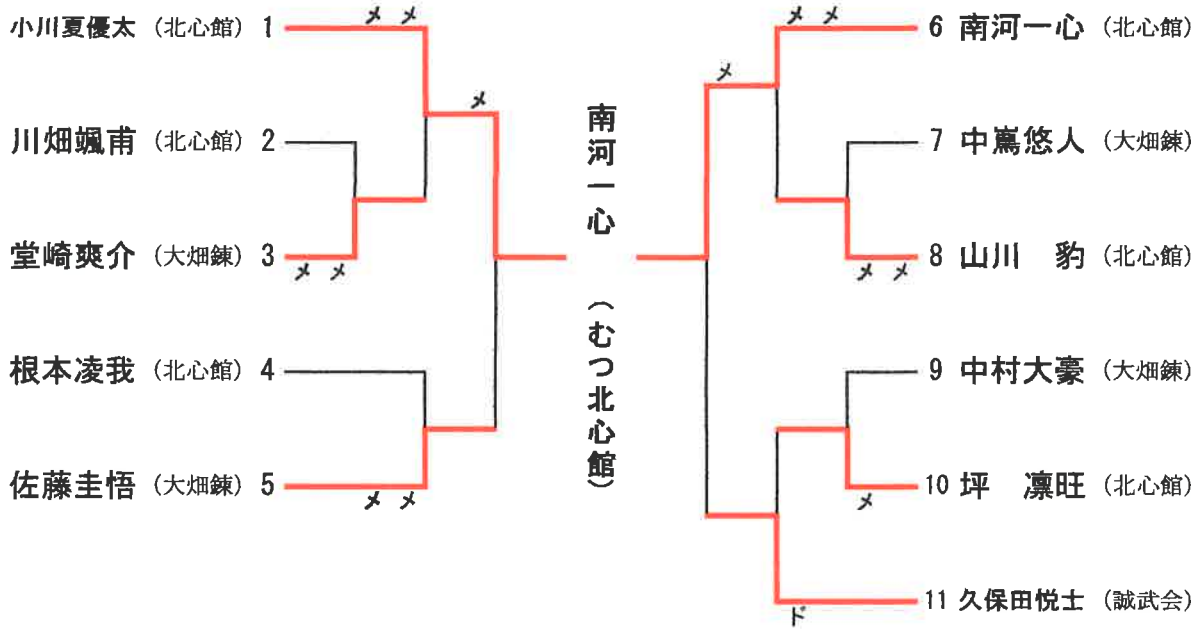 小川夏優太 (北心館) 1
メ メ
川畑颯甫 (北心館) 2
堂崎爽介 (大畑錬) 3
メ メ
メ
根本凌我 (北心館) 4
佐藤圭悟 (大畑錬) 5
メ メ
南河一心 (むつ北心館)
メ メ
6 南河一心 (北心館)
メ
7 中嶌悠人 (大畑錬)
8 山川 豹 (北心館)
メ メ
9 中村大豪 (大畑錬)
10 坪 凛旺 (北心館)
メ
11 久保田悦士 (誠武会)
ド